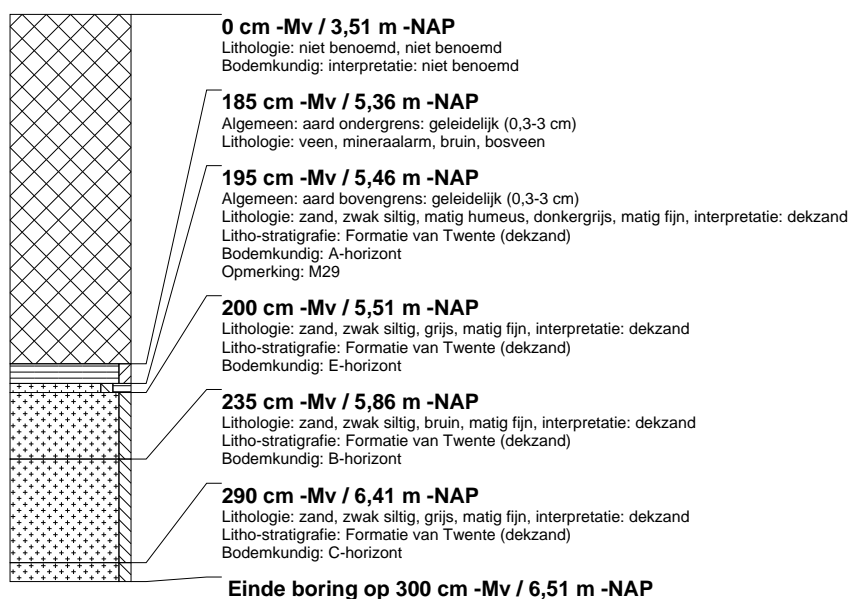 0 cm -Mv / 3,51 m -NAP
Lithologie: niet benoemd, niet benoemd
Bodemkundig: interpretatie: niet benoemd
185 cm -Mv / 5,36 m -NAP
Algemeen: aard ondergrens: geleidelijk (0,3-3 cm)
Lithologie: veen, mineraalarm, bruin, bosveen
195 cm -Mv / 5,46 m -NAP
Algemeen: aard bovengrens: geleidelijk (0,3-3 cm)
Lithologie: zand, zwak siltig, matig humeus, donkergrijs, matig fijn, interpretatie: dekzand
Litho-stratigrafie: Formatie van Twente (dekzand)
Bodemkundig: A-horizont
Opmerking: M29
200 cm -Mv / 5,51 m -NAP
Lithologie: zand, zwak siltig, grijs, matig fijn, interpretatie: dekzand
Litho-stratigrafie: Formatie van Twente (dekzand)
Bodemkundig: E-horizont
235 cm -Mv / 5,86 m -NAP
Lithologie: zand, zwak siltig, bruin, matig fijn, interpretatie: dekzand
Litho-stratigrafie: Formatie van Twente (dekzand)
Bodemkundig: B-horizont
290 cm -Mv / 6,41 m -NAP
Lithologie: zand, zwak siltig, grijs, matig fijn, interpretatie: dekzand
Litho-stratigrafie: Formatie van Twente (dekzand)
Bodemkundig: C-horizont
Einde boring op 300 cm -Mv / 6,51 m -NAP